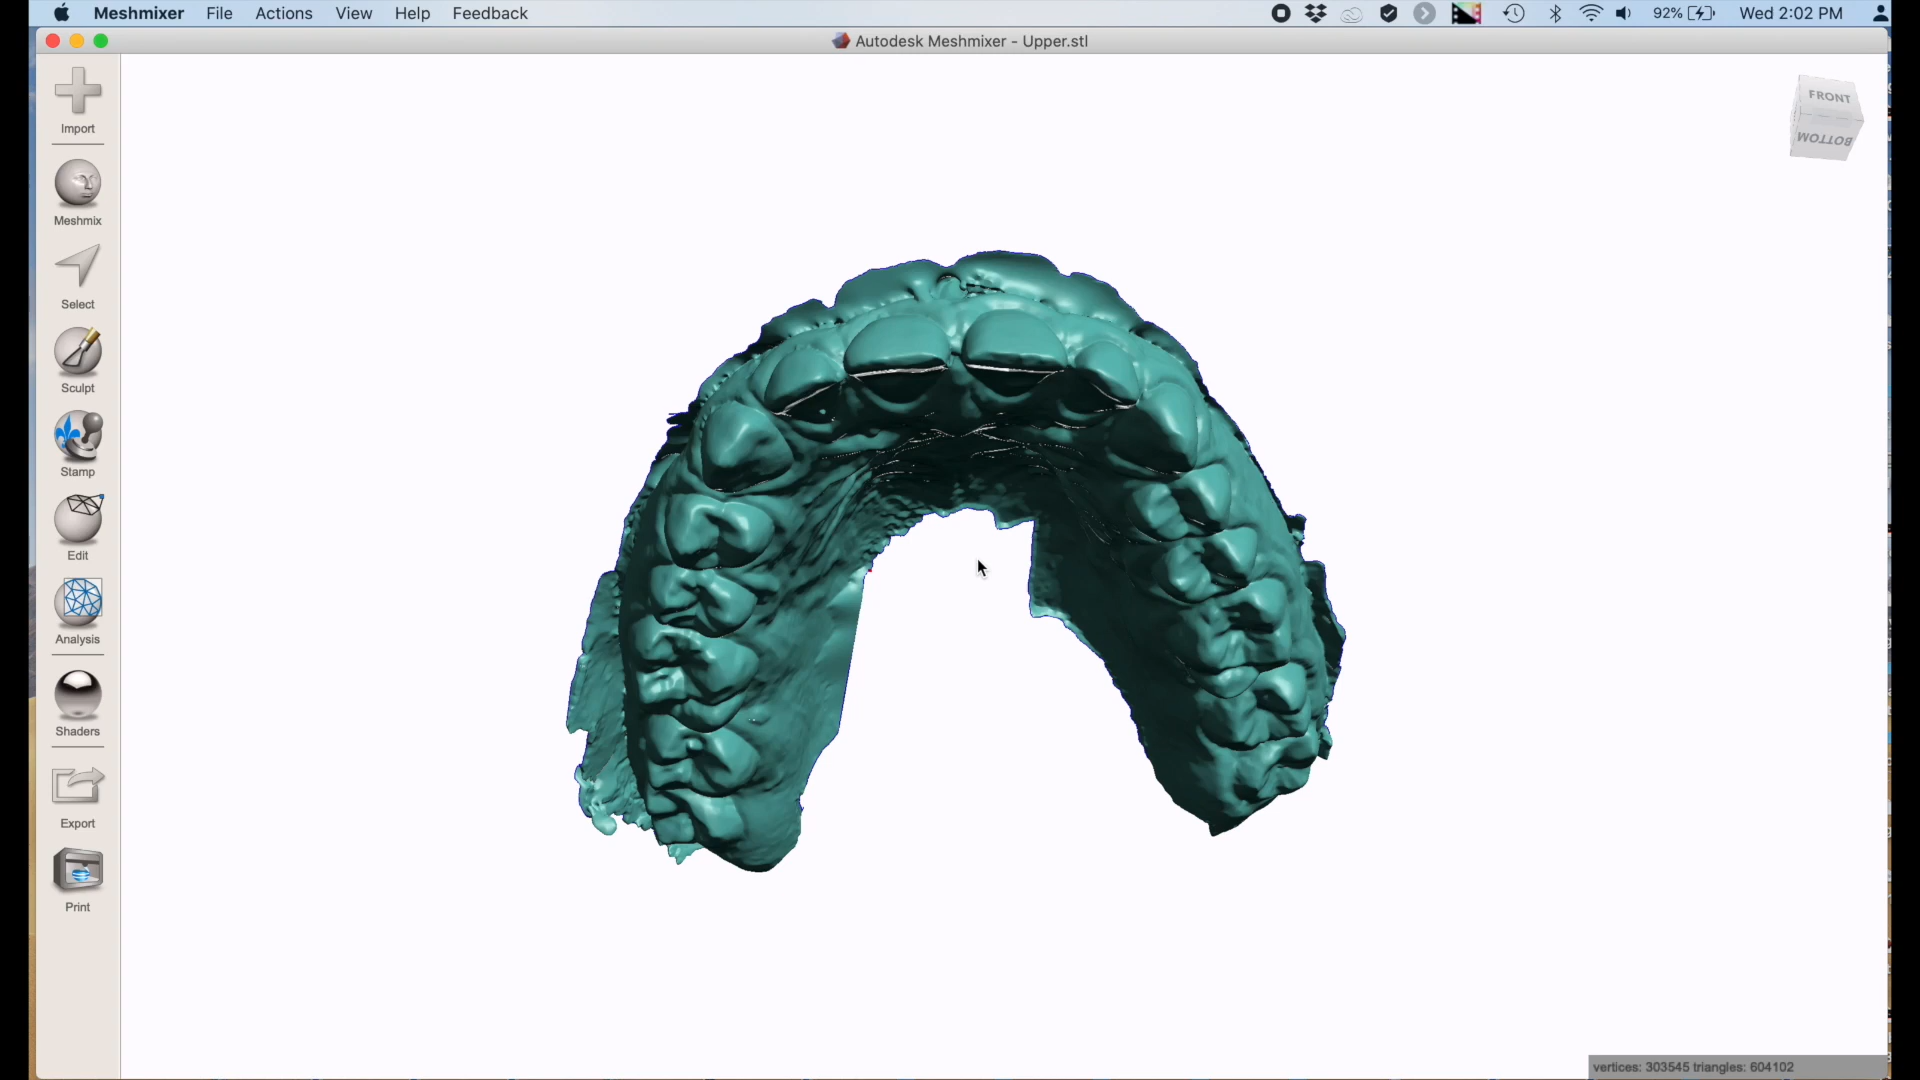 Meshmixer File Actions View Help Feedback 92% Wed 2:02 PM
Autodesk Meshmixer - Upper.stl
Import
Meshmix
Select
Sculpt
Stamp
Edit
Analysis
Shaders
Export
Print
FRONT
BOTTOM
vertices: 303545 triangles: 604102